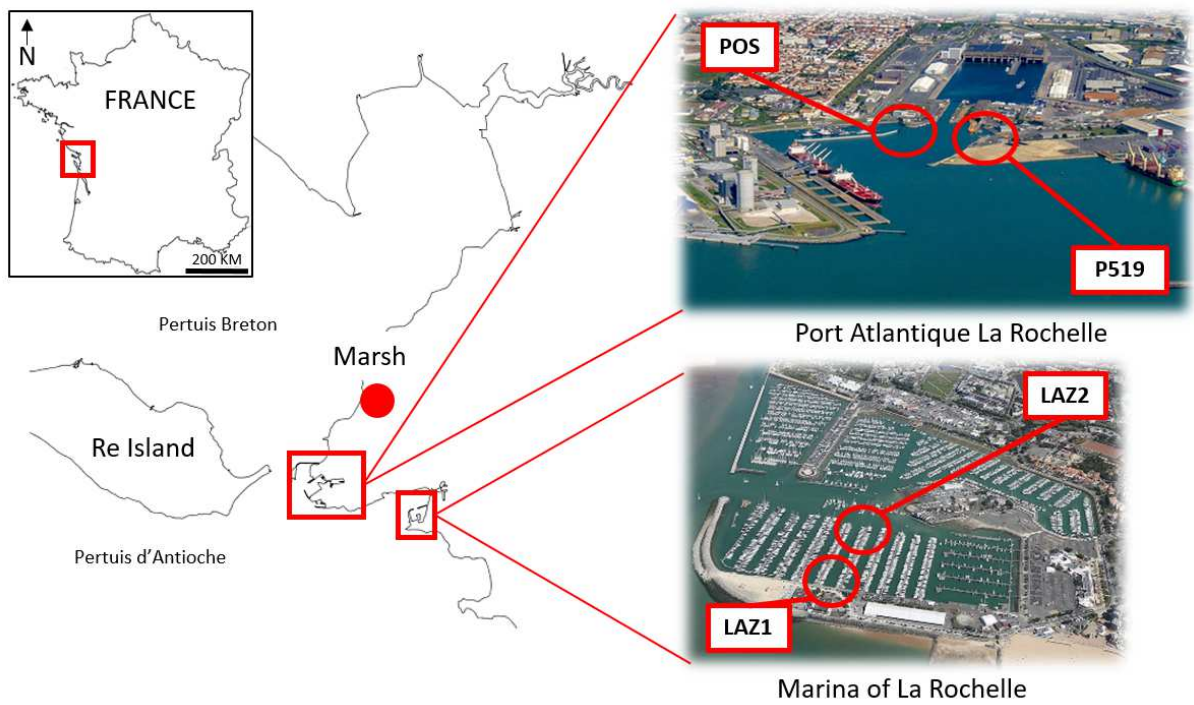 N
FRANCE
200 KM
Pertuis Breton
Marsh
Re Island
Pertuis d'Antioche
POS
P519
Port Atlantique La Rochelle
LAZ2
LAZ1
Marina of La Rochelle